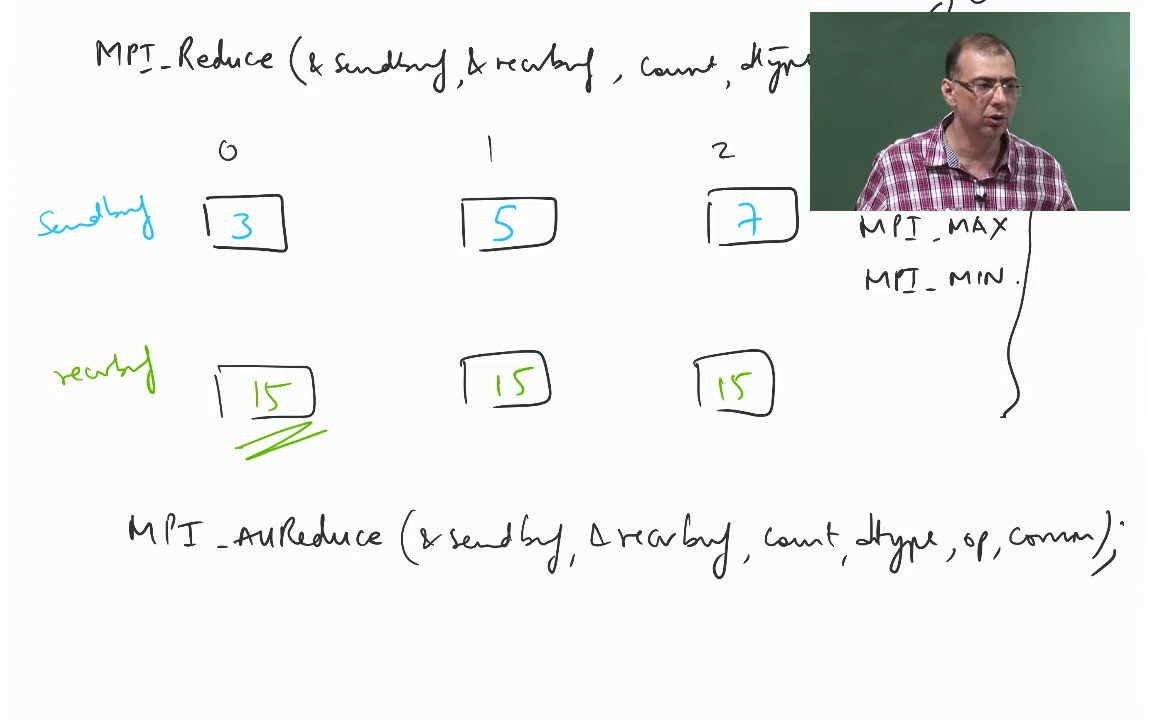 MPI_Reduce (& sendbuf, & recvbuf, count, dtype
0 1 2
Sendbuf 3 5 7
MPI_MAX
MPI_MIN.
recvbuf 15 15 15
MPI_AllReduce (& sendbuf, & recvbuf, count, dtype, op, comm);